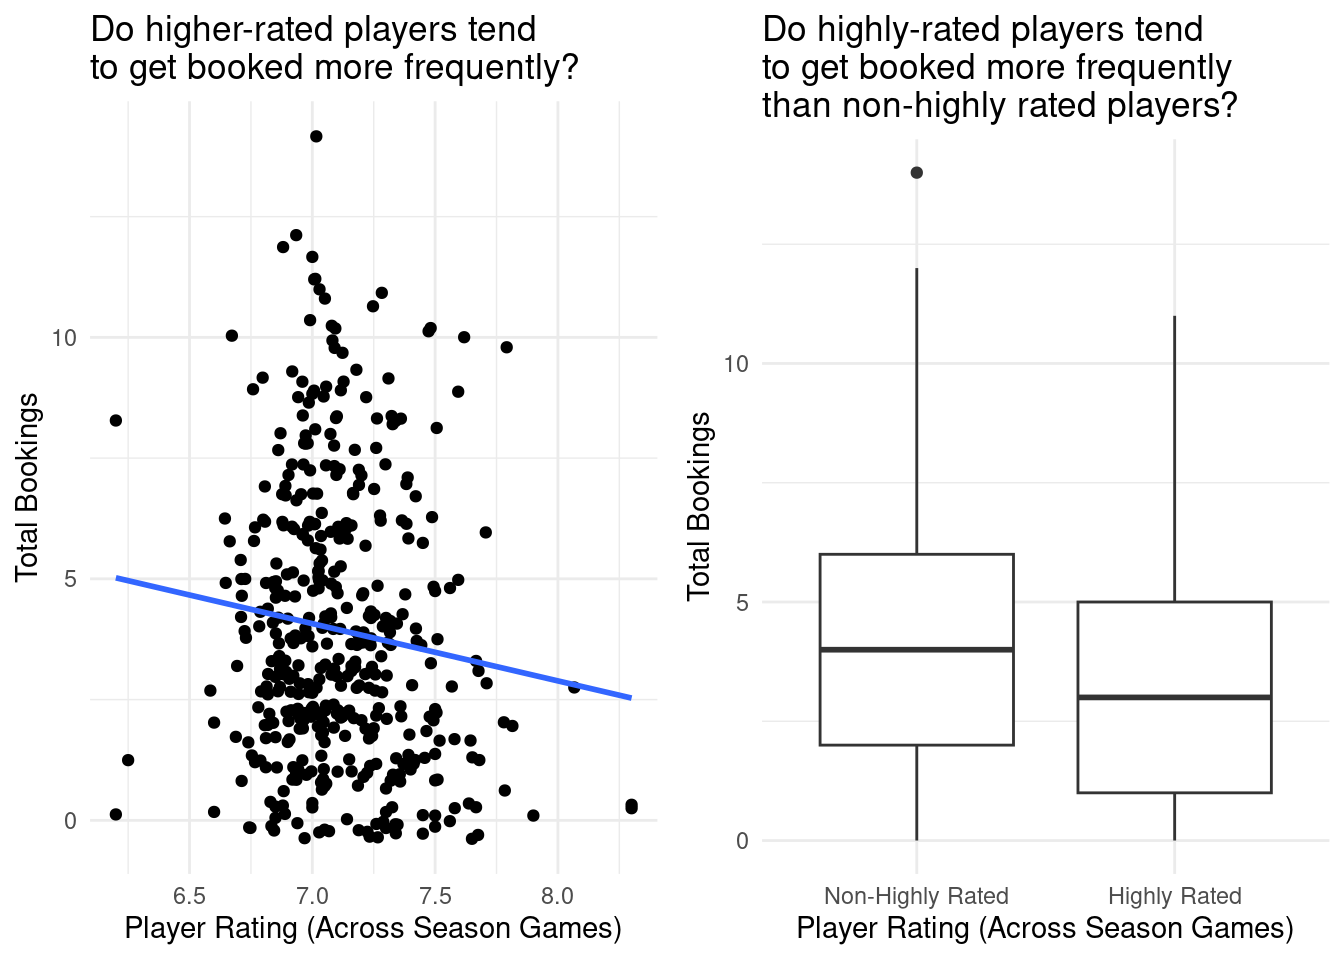 Do higher-rated players tend
to get booked more frequently?
Total Bookings
10
5
0
6.5
7.0
7.5
8.0
Player Rating (Across Season Games)
Do highly-rated players tend
to get booked more frequently
than non-highly rated players?
Total Bookings
10
5
0
Non-Highly Rated
Highly Rated
Player Rating (Across Season Games)